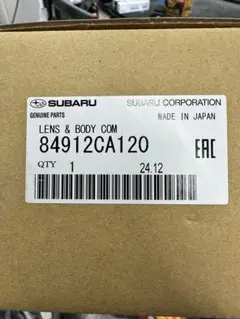 SUBARU SUBARU CORPORATION
GENUINE PARTS MADE IN JAPAN
LENS & BODY COM
84912CA120
EAC
QTY 1 24.12